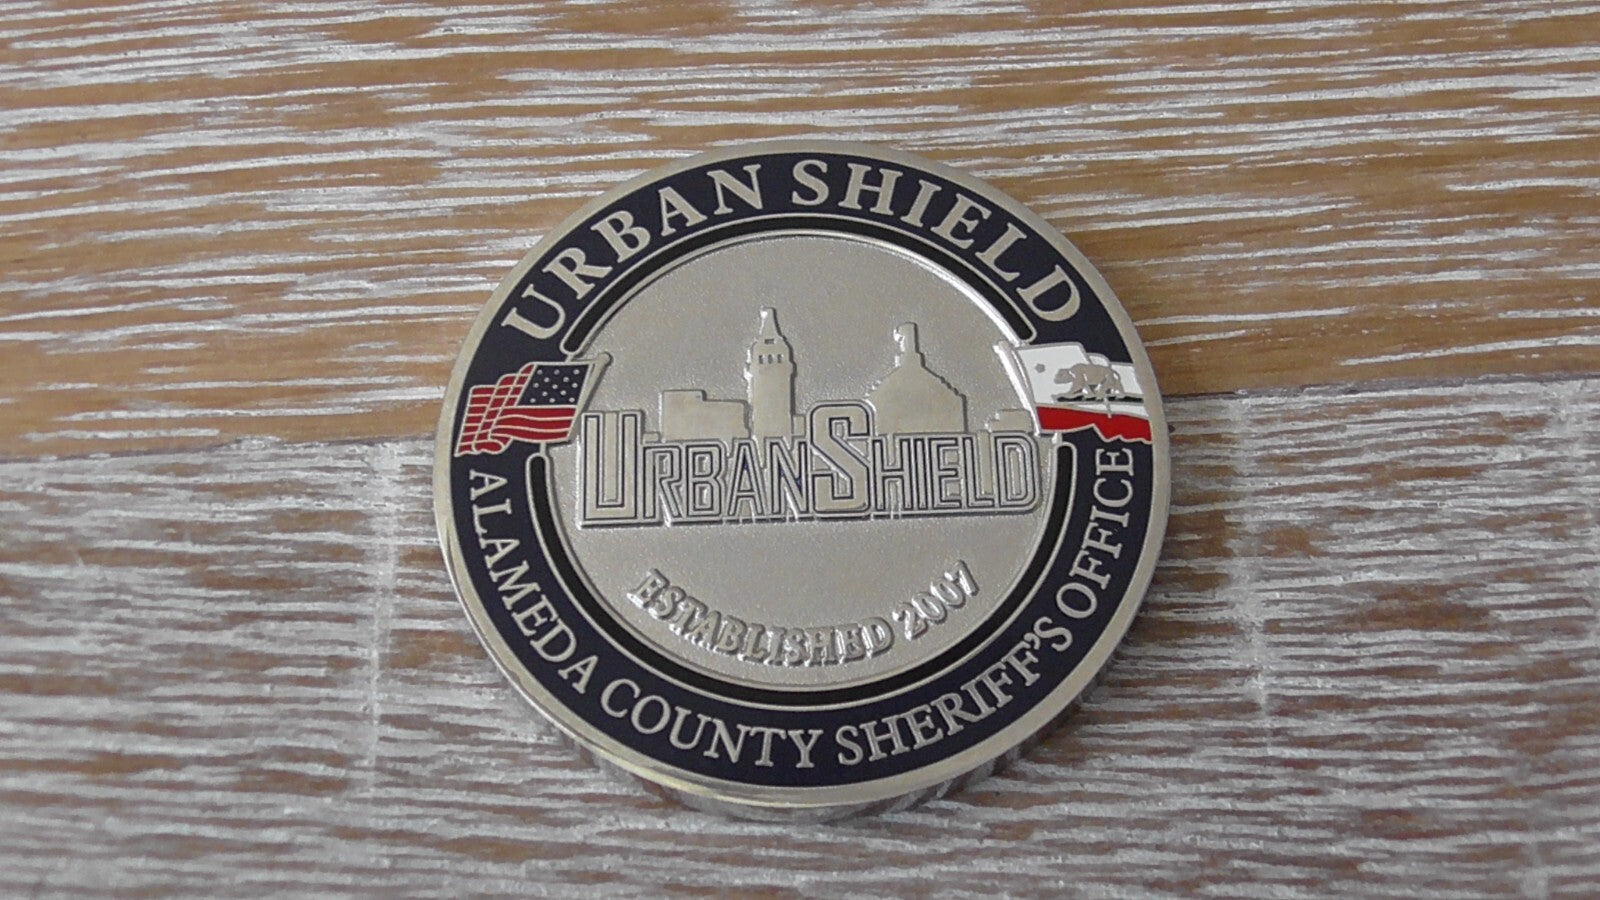 URBAN SHIELD
URBANSHIELD
ESTABLISHED 2007
ALAMEDA COUNTY SHERIFF'S OFFICE